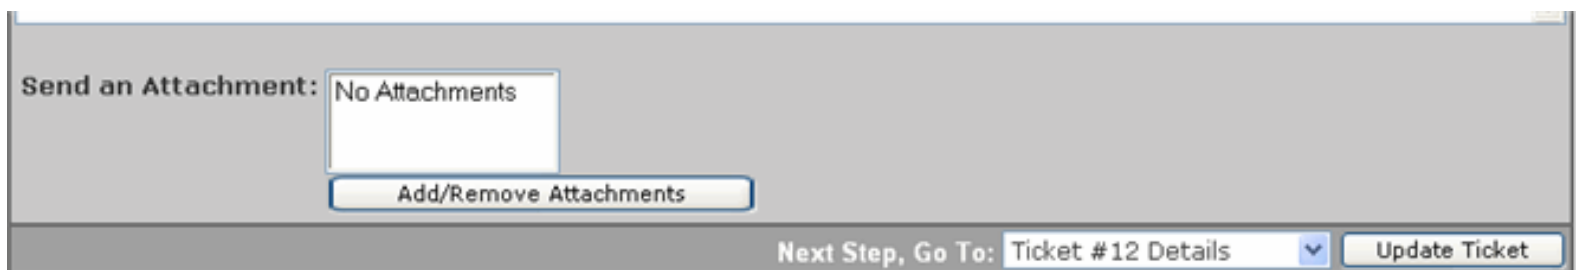 Send an Attachment: No Attachments
Add/Remove Attachments
Next Step, Go To: Ticket #12 Details Update Ticket